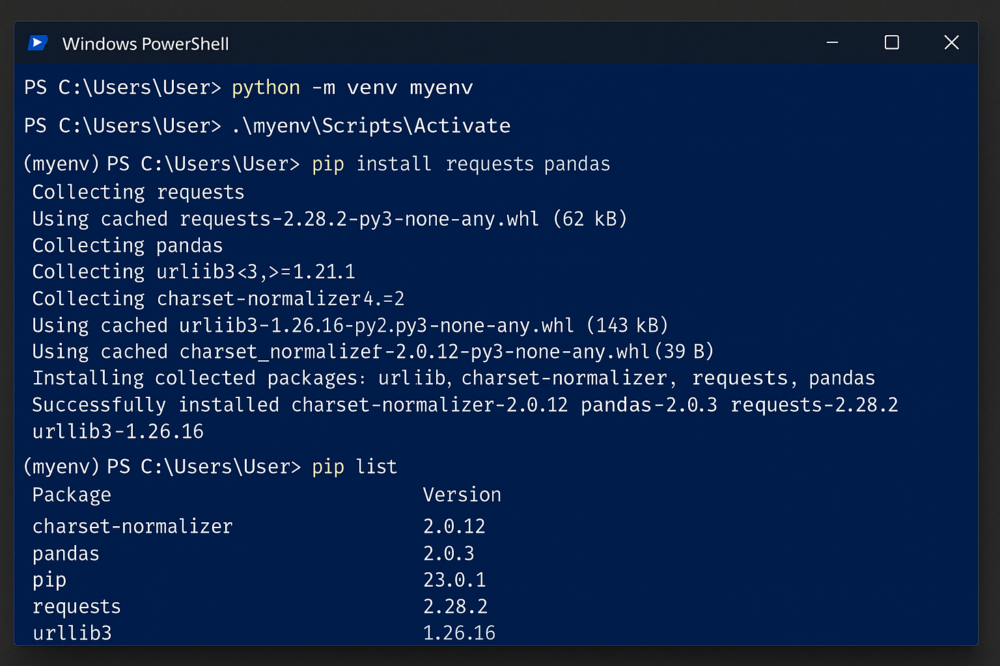 Windows PowerShell
PS C:\Users\User> python -m venv myenv
PS C:\Users\User> .\myenv\Scripts\Activate
(myenv) PS C:\Users\User> pip install requests pandas
Collecting requests
Using cached requests-2.28.2-py3-none-any.whl (62 kB)
Collecting pandas
Collecting urliib3<3,>=1.21.1
Collecting charset-normalizer4.=2
Using cached urliib3-1.26.16-py2.py3-none-any.whl (143 kB)
Using cached charset_normalizef-2.0.12-py3-none-any.whl(39 B)
Installing collected packages: urliib, charset-normalizer, requests, pandas
Successfully installed charset-normalizer-2.0.12 pandas-2.0.3 requests-2.28.2
urllib3-1.26.16
(myenv) PS C:\Users\User> pip list
Package Version
charset-normalizer 2.0.12
pandas 2.0.3
pip 23.0.1
requests 2.28.2
urllib3 1.26.16